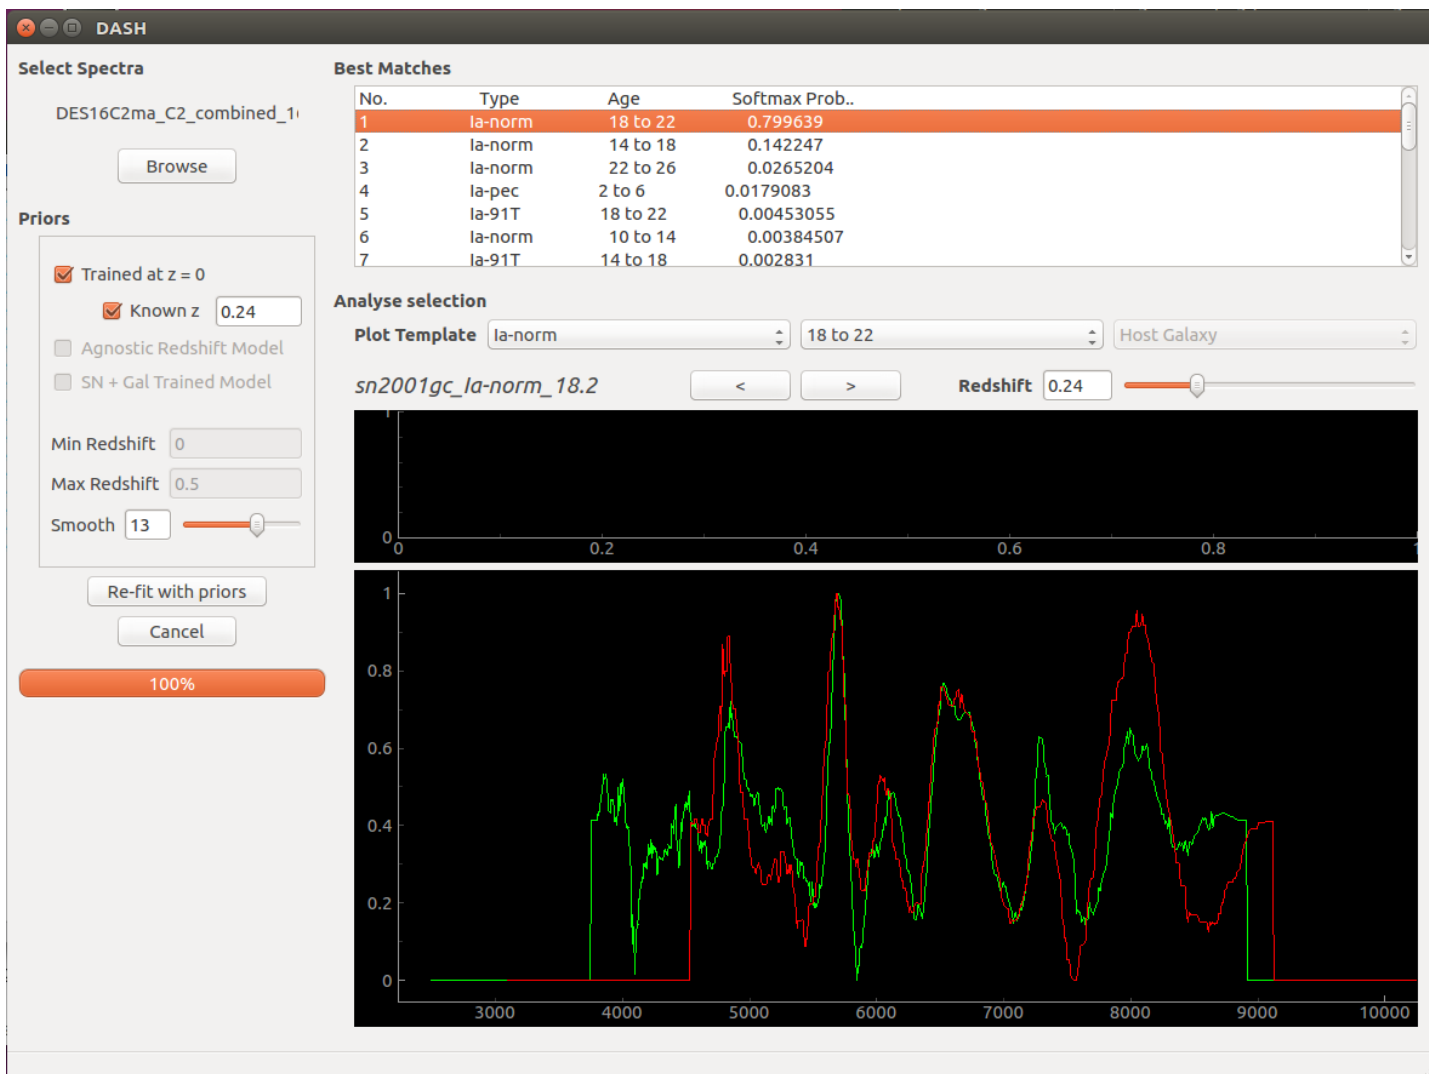 DASH
Select Spectra
DES16C2ma_C2_combined_1
Browse
Priors
Trained at z = 0
Known z 0.24
Agnostic Redshift Model
SN + Gal Trained Model
Min Redshift 0
Max Redshift 0.5
Smooth 13
Re-fit with priors
Cancel
100%
Best Matches
No. Type Age Softmax Prob..
1 Ia-norm 18 to 22 0.799639
2 Ia-norm 14 to 18 0.142247
3 Ia-norm 22 to 26 0.0265204
4 Ia-pec 2 to 6 0.0179083
5 Ia-91T 18 to 22 0.00453055
6 Ia-norm 10 to 14 0.00384507
7 Ia-91T 14 to 18 0.002831
Analyse selection
Plot Template Ia-norm 18 to 22 Host Galaxy
sn2001gc_Ia-norm_18.2 < > Redshift 0.24
1
0
0 0.2 0.4 0.6 0.8 1
1
0.8
0.6
0.4
0.2
0
3000 4000 5000 6000 7000 8000 9000 10000